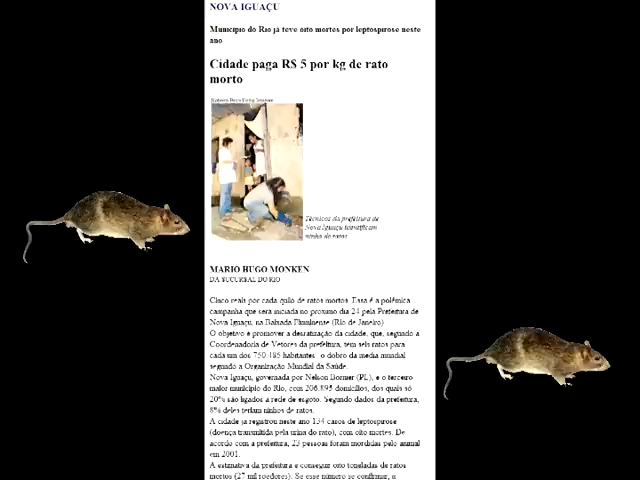 NOVA IGUAÇU
Município do Rio já teve oito mortos por leptospirose neste
ano
Cidade paga R$ 5 por kg de rato
morto
Técnicos da prefeitura de
Nova Iguaçu identificam
ninho de ratos
MARIO HUGO MONKEN
DA SUCURSAL DO RIO
Cinco reais por cada quilo de ratos mortos. Essa é a polêmica
campanha que será iniciada no próximo dia 24 pela Prefeitura de
Nova Iguaçu, na Baixada Fluminense (Rio de Janeiro).
O objetivo é promover a desratização da cidade, que, segundo a
Coordenadoria de Vetores da prefeitura, tem seis ratos para
cada um dos 750.485 habitantes - o dobro da média mundial
segundo a Organização Mundial da Saúde.
Nova Iguaçu, governada por Nelson Bornier (PL), é o terceiro
maior município do Rio, com 206.895 domicílios, dos quais só
20% são ligados a rede de esgoto. Segundo dados da prefeitura,
8% deles teriam ninhos de ratos.
A cidade já registrou neste ano 134 casos de leptospirose
(doença transmitida pela urina do rato), com oito mortes. De
acordo com a prefeitura, 23 pessoas foram mordidas pelo animal
em 2001.
A estimativa da prefeitura é conseguir oito toneladas de ratos
mortos (27 mil roedores). Se esse número se confirmar, a